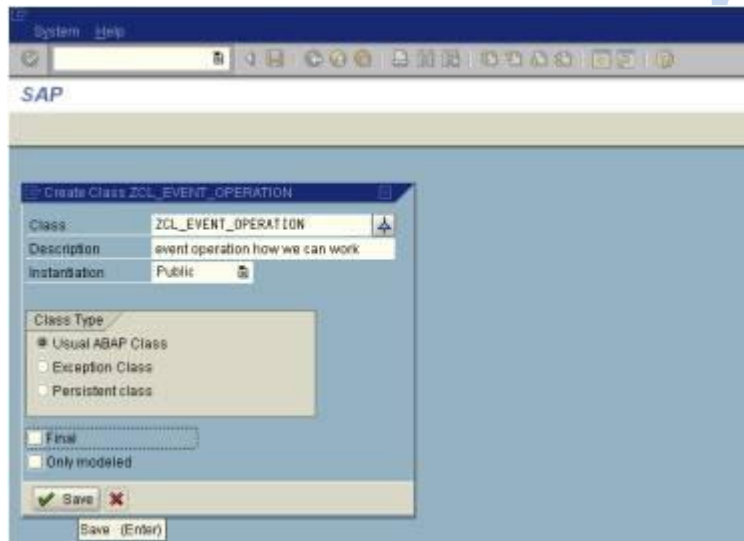 System Help
SAP
Create Class ZCL_EVENT_OPERATION
Class ZCL_EVENT_OPERATION
Description event operation how we can work
Instantiation Public
Class Type
Usual ABAP Class
Exception Class
Persistent class
Final
Only modeled
Save
Save (Enter)